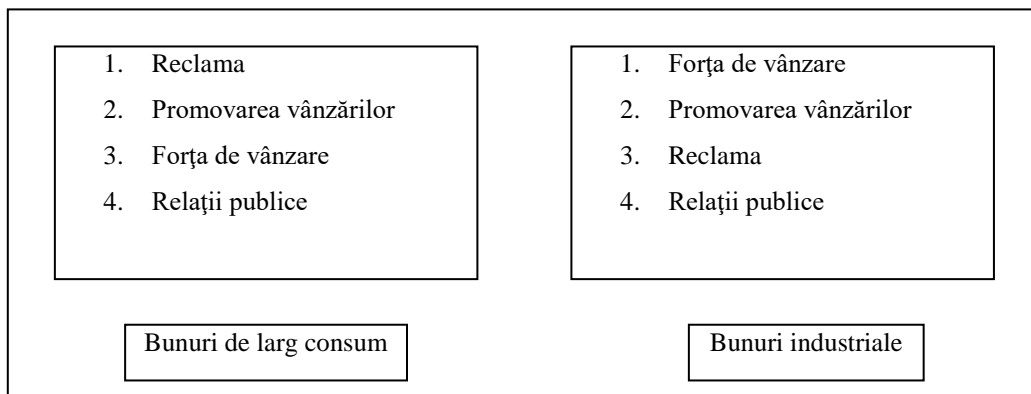 1. Reclama
2. Promovarea vânzărilor
3. Forţa de vânzare
4. Relaţii publice
Bunuri de larg consum
1. Forţa de vânzare
2. Promovarea vânzărilor
3. Reclama
4. Relaţii publice
Bunuri industriale